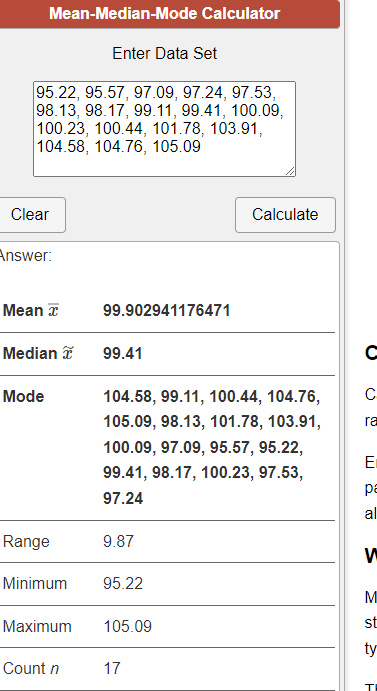 Mean-Median-Mode Calculator
Enter Data Set
95.22, 95.57, 97.09, 97.24, 97.53,
98.13, 98.17, 99.11, 99.41, 100.09,
100.23, 100.44, 101.78, 103.91,
104.58, 104.76, 105.09
Clear
Calculate
Answer:
Mean x̅ 99.902941176471
Median x̃ 99.41
Mode 104.58, 99.11, 100.44, 104.76,
105.09, 98.13, 101.78, 103.91,
100.09, 97.09, 95.57, 95.22,
99.41, 98.17, 100.23, 97.53,
97.24
Range 9.87
Minimum 95.22
Maximum 105.09
Count n 17